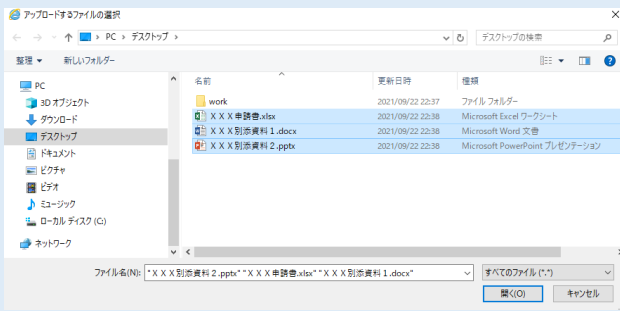 アップロードするファイルの選択
PC › デスクトップ ›
デスクトップの検索
整理 新しいフォルダー
名前 更新日時 種類
PC
3D オブジェクト
ダウンロード
デスクトップ
ドキュメント
ピクチャ
ビデオ
ミュージック
ローカル ディスク (C:)
ネットワーク
work 2021/09/22 22:37 ファイル フォルダー
ＸＸＸ申請書.xlsx 2021/09/22 22:38 Microsoft Excel ワークシート
ＸＸＸ別添資料１.docx 2021/09/22 22:38 Microsoft Word 文書
ＸＸＸ別添資料２.pptx 2021/09/22 22:38 Microsoft PowerPoint プレゼンテーション
ファイル名(N): "ＸＸＸ別添資料２.pptx" "ＸＸＸ申請書.xlsx" "ＸＸＸ別添資料１.docx"
すべてのファイル (*.*)
開く(O) キャンセル